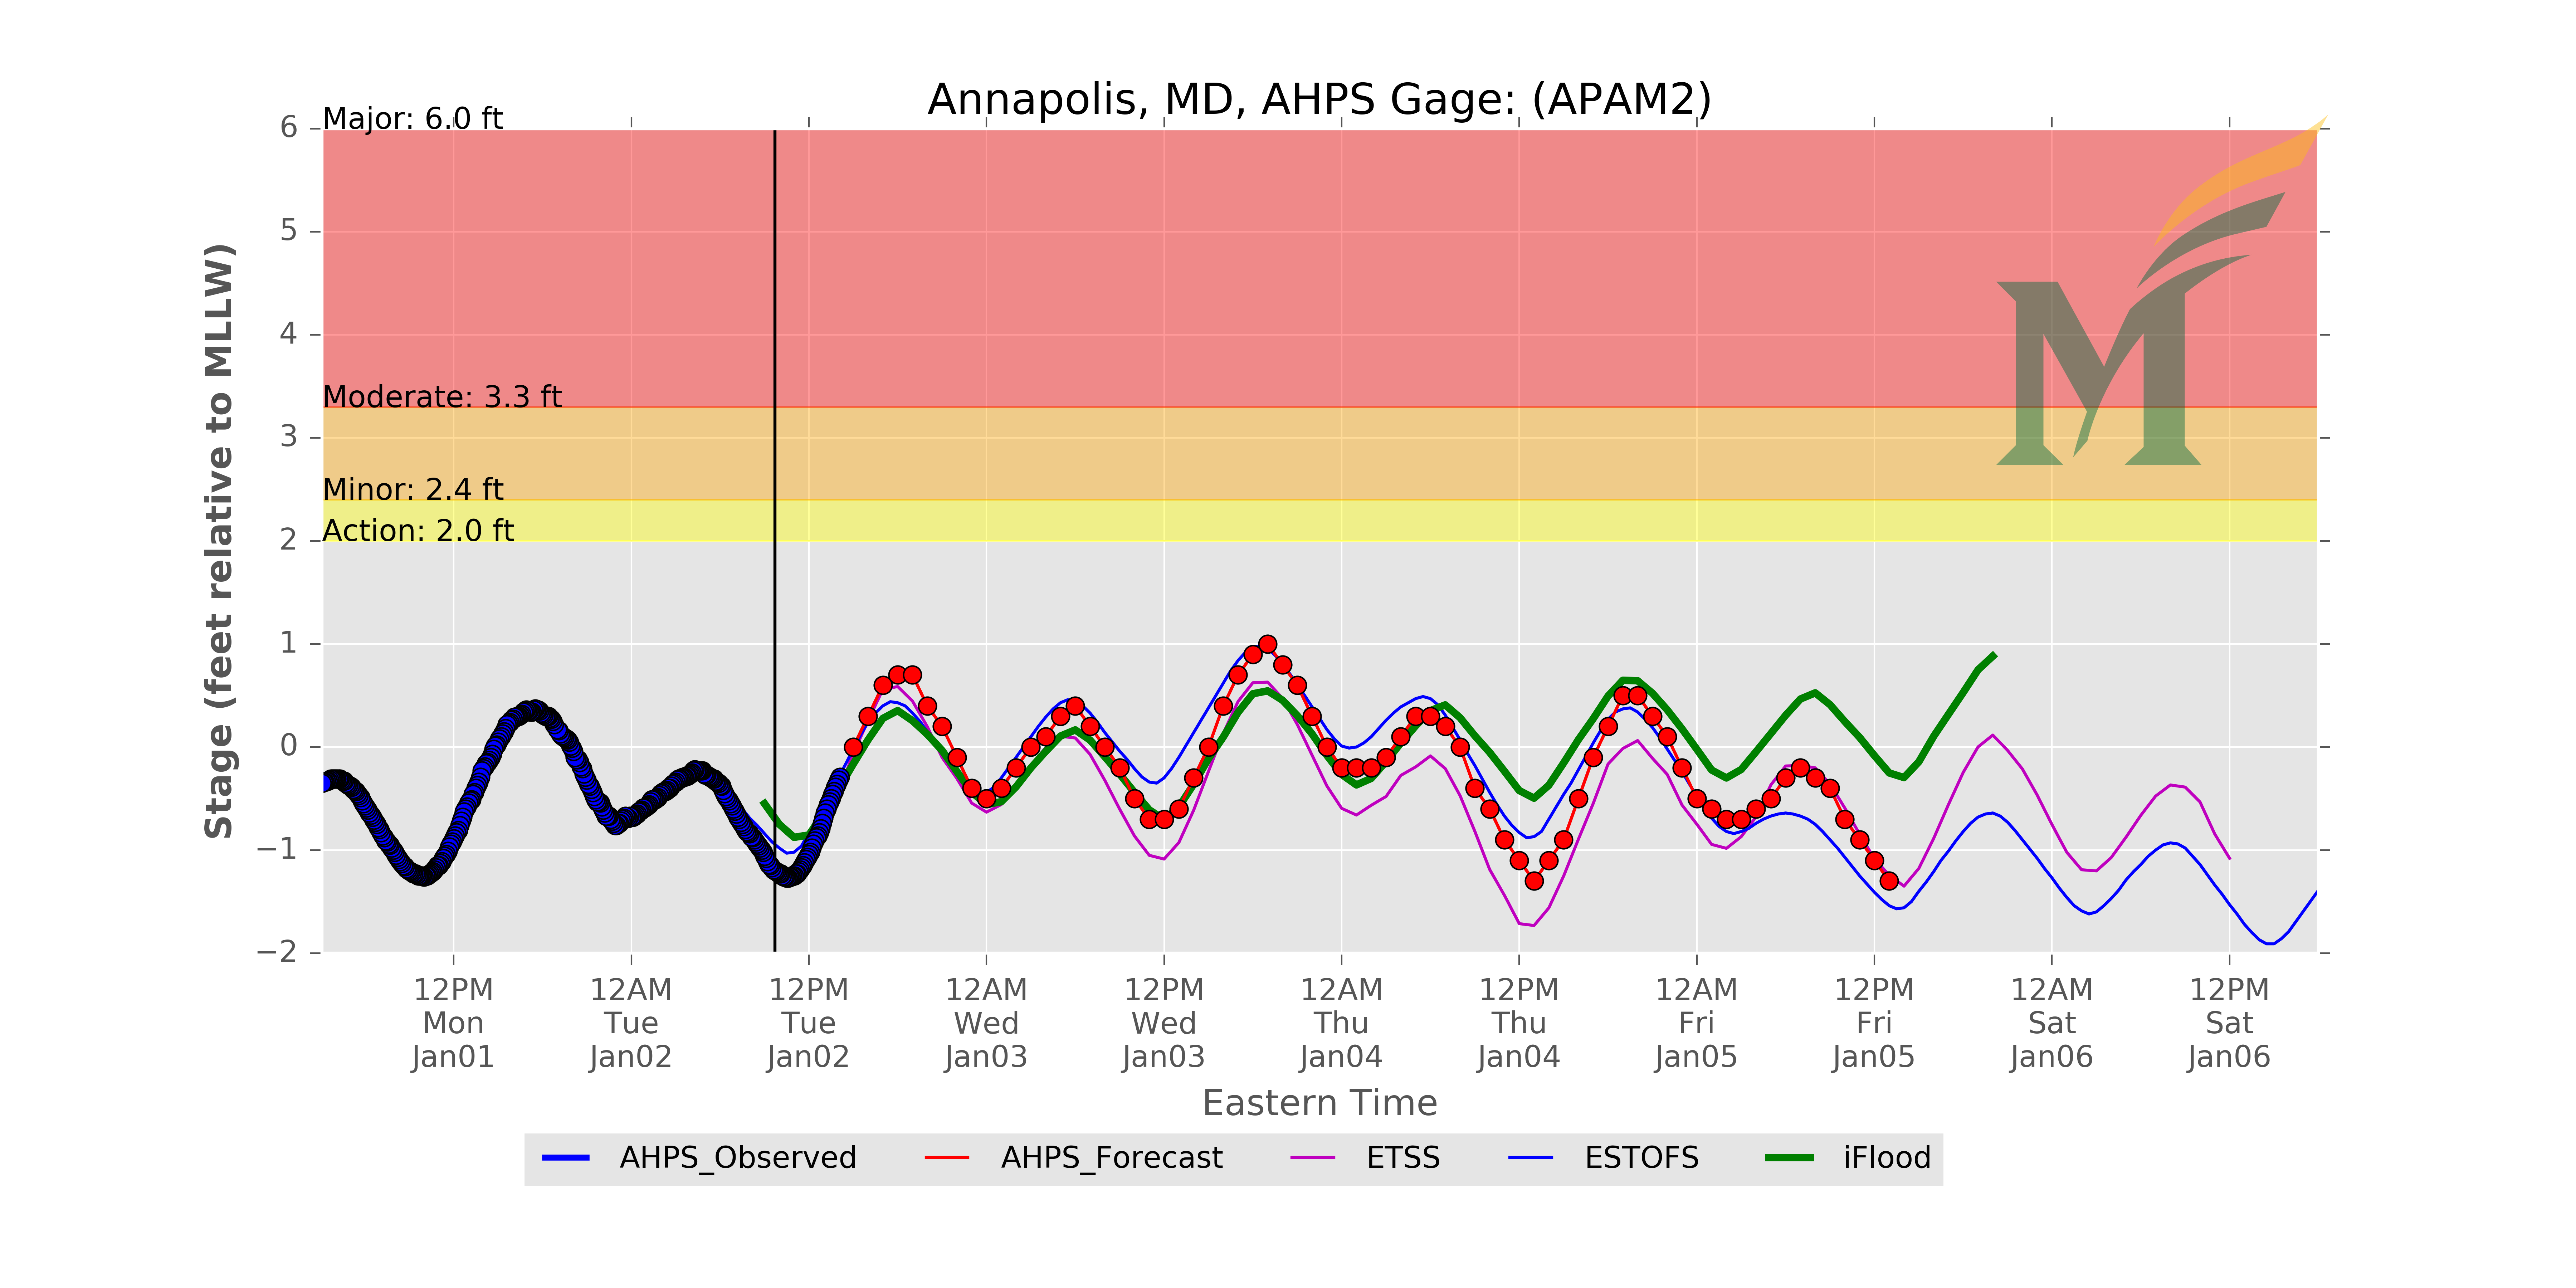 Annapolis, MD, AHPS Gage: (APAM2)
Major: 6.0 ft
Moderate: 3.3 ft
Minor: 2.4 ft
Action: 2.0 ft
Stage (feet relative to MLLW)
6
5
4
3
2
1
0
−1
−2
12PM 12AM 12PM 12AM 12PM 12AM 12PM 12AM 12PM 12AM 12PM
Mon Tue Tue Wed Wed Thu Thu Fri Fri Sat Sat
Jan01 Jan02 Jan02 Jan03 Jan03 Jan04 Jan04 Jan05 Jan05 Jan06 Jan06
Eastern Time
AHPS_Observed AHPS_Forecast ETSS ESTOFS iFlood
M